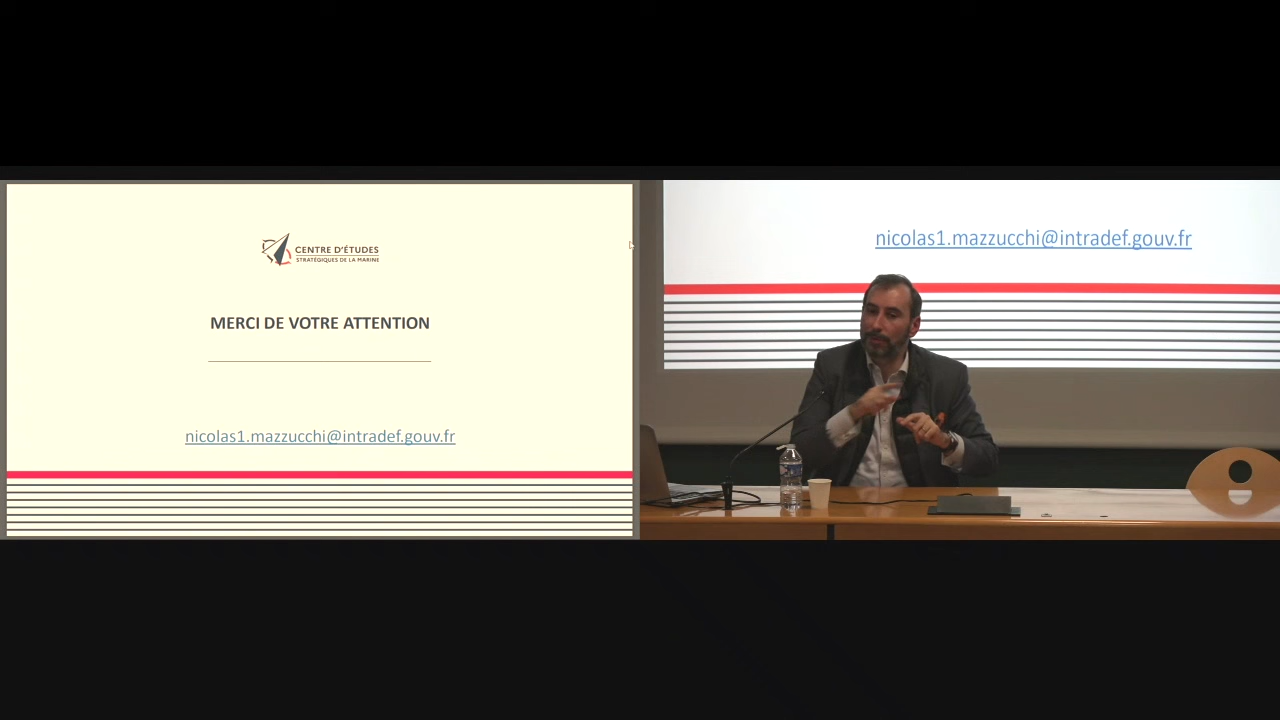 CENTRE D'ÉTUDES
STRATÉGIQUES DE LA MARINE
MERCI DE VOTRE ATTENTION
nicolas1.mazzucchi@intradef.gouv.fr
nicolas1.mazzucchi@intradef.gouv.fr